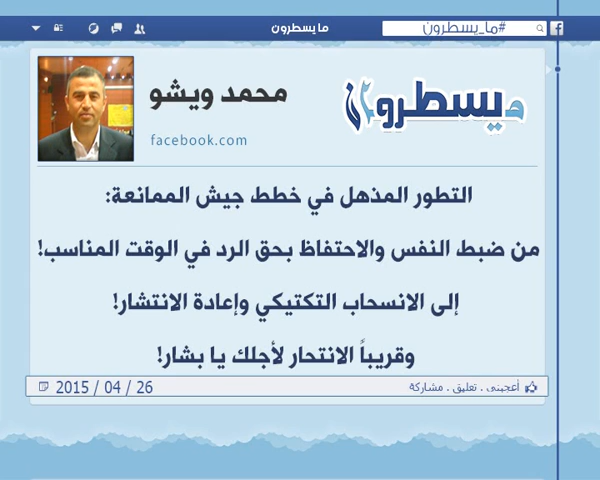 ما يسطرون
#ما_يسطرون
ما يسطرون
محمد ويشو
facebook.com
التطور المذهل في خطط جيش الممانعة:
من ضبط النفس والاحتفاظ بحق الرد في الوقت المناسب!
إلى الانسحاب التكتيكي وإعادة الانتشار!
وقريباً الانتحار لأجلك يا بشار!
أعجبني . تعليق . مشاركة
2015 / 04 / 26